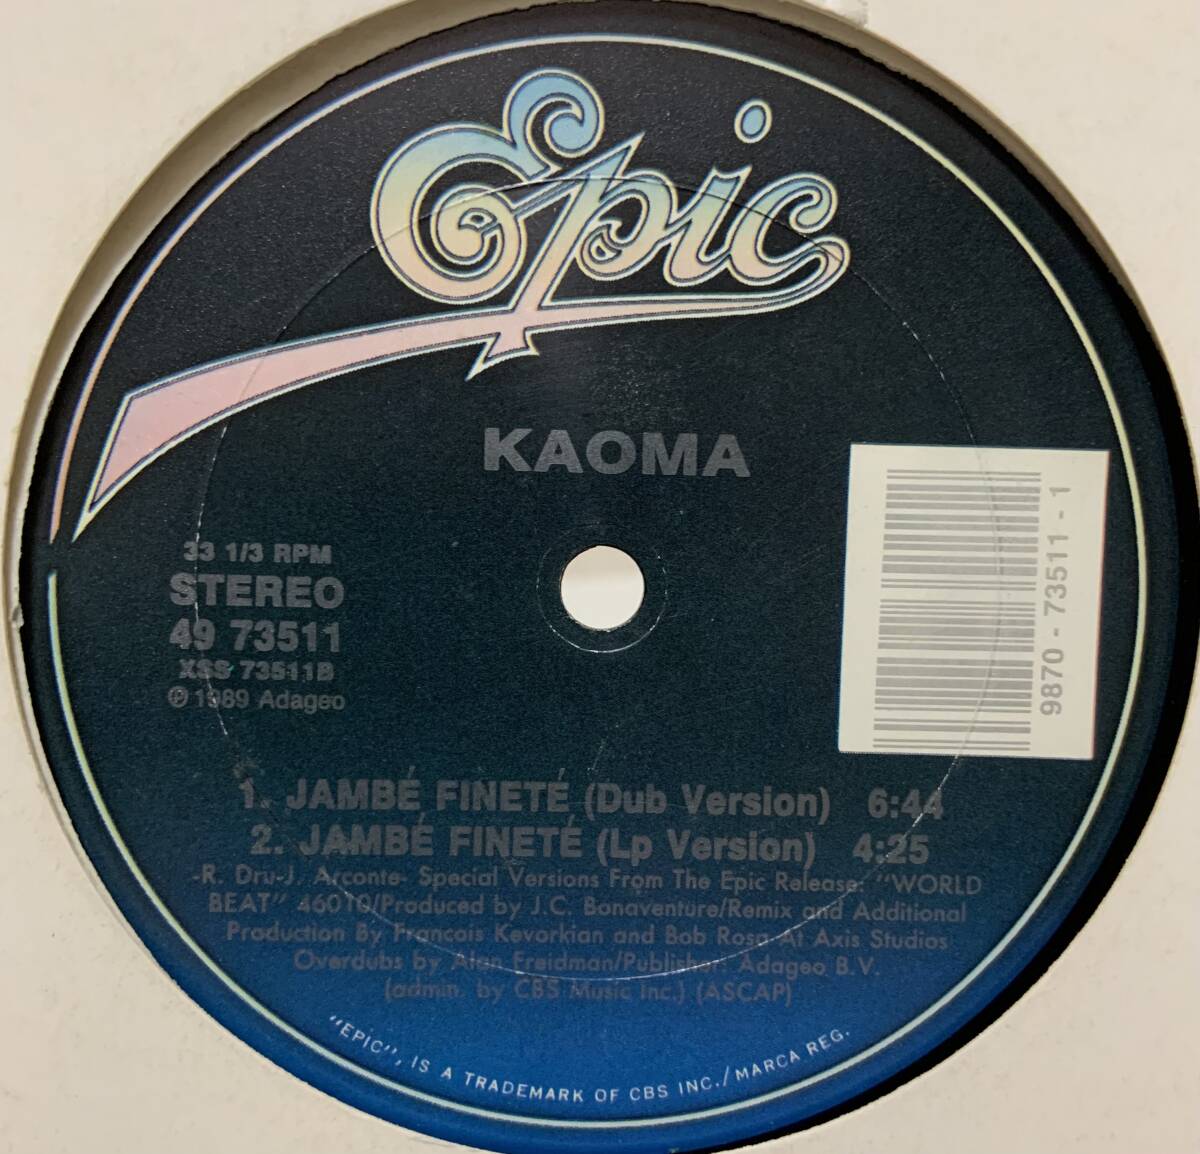 Epic
KAOMA
33 1/3 RPM
STEREO
49 73511
XSS 73511B
Ⓟ 1989 Adageo
9870 - 73511 - 1
1. JAMBÉ FINETÉ (Dub Version) 6:44
2. JAMBÉ FINETÉ (Lp Version) 4:25
-R. Dru-J. Arconte- Special Versions From The Epic Release: "WORLD
BEAT" 46010/Produced by J.C. Bonaventure/Remix and Additional
Production By Francois Kevorkian and Bob Rosa At Axis Studios
Overdubs by Alan Freidman/Publisher: Adageo B.V.
(admin. by CBS Music Inc.) (ASCAP)
"EPIC", IS A TRADEMARK OF CBS INC./MARCA REG.